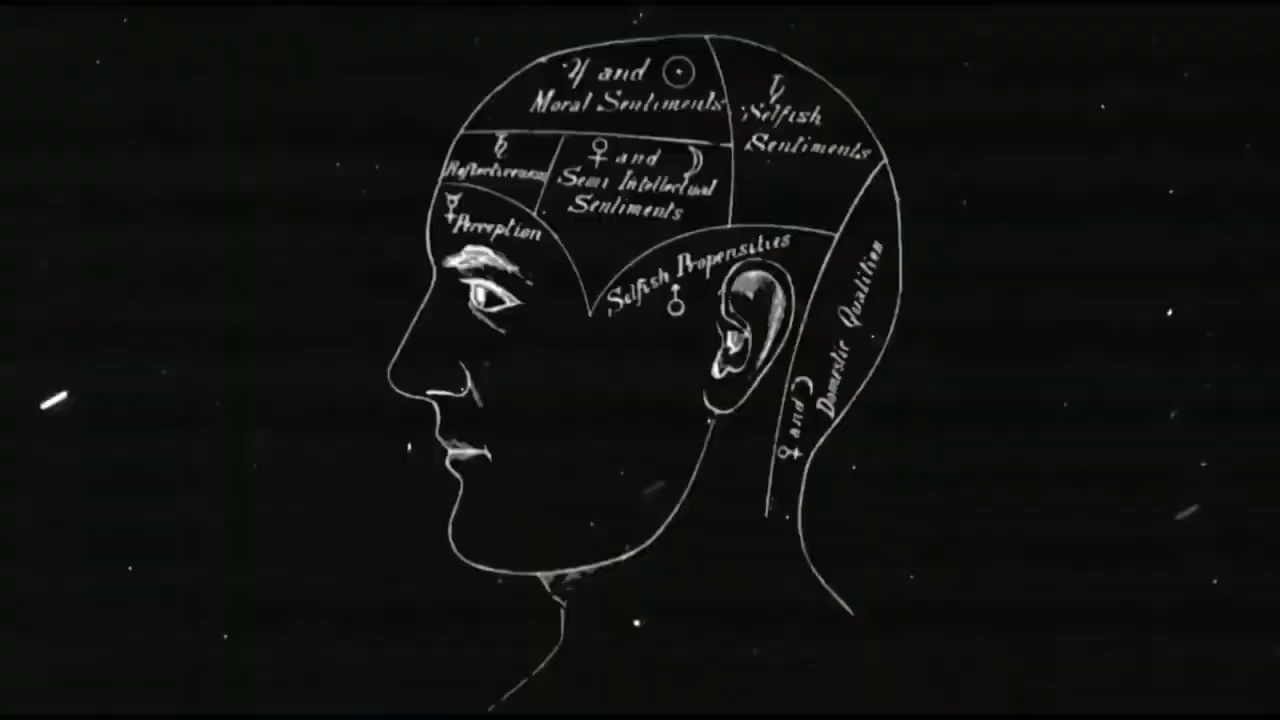 ♃ and ☉
Moral Sentiments
♄
Selfish
Sentiments
♄
Reflectiveness
♀ and ☽
Semi Intellectual
Sentiments
☿
Perception
Selfish Propensities
♂
Domestic Qualities
♀ and ☽